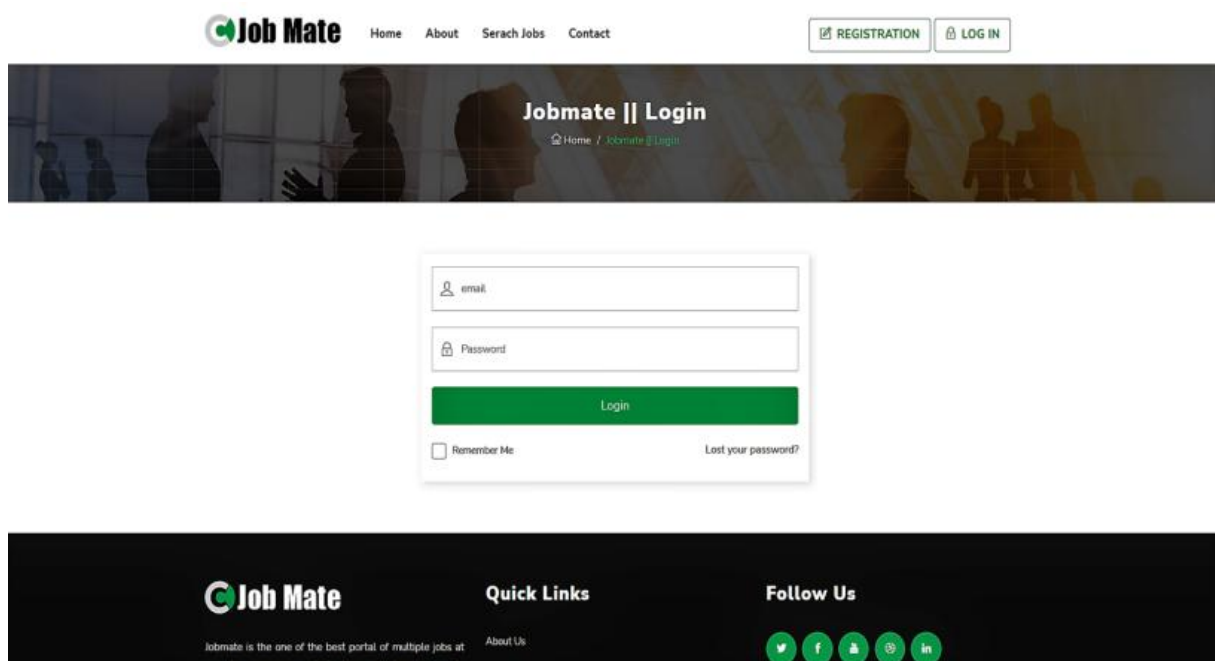 Job Mate
Home About Serach Jobs Contact
REGISTRATION LOG IN
Jobmate || Login
Home / Jobmate || Login
email
Password
Login
Remember Me Lost your password?
Job Mate Quick Links Follow Us
Jobmate is the one of the best portal of multiple jobs at About Us